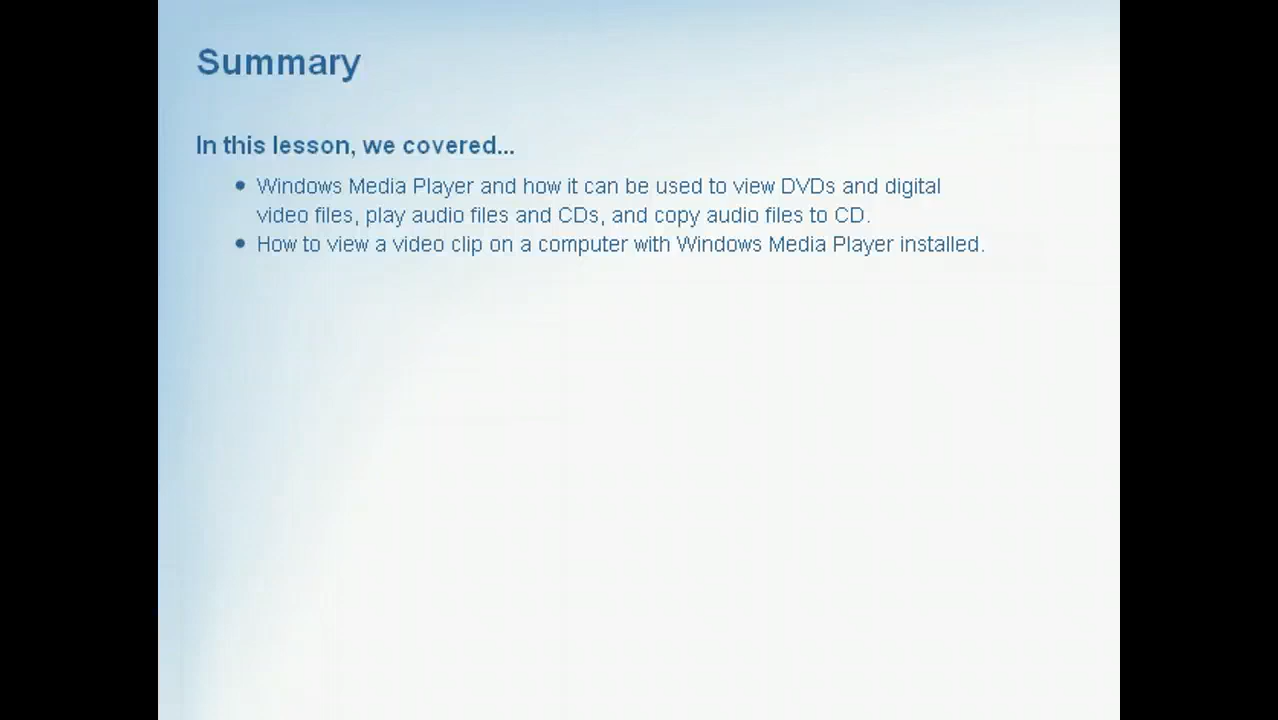 Summary
In this lesson, we covered...
• Windows Media Player and how it can be used to view DVDs and digital
video files, play audio files and CDs, and copy audio files to CD.
• How to view a video clip on a computer with Windows Media Player installed.